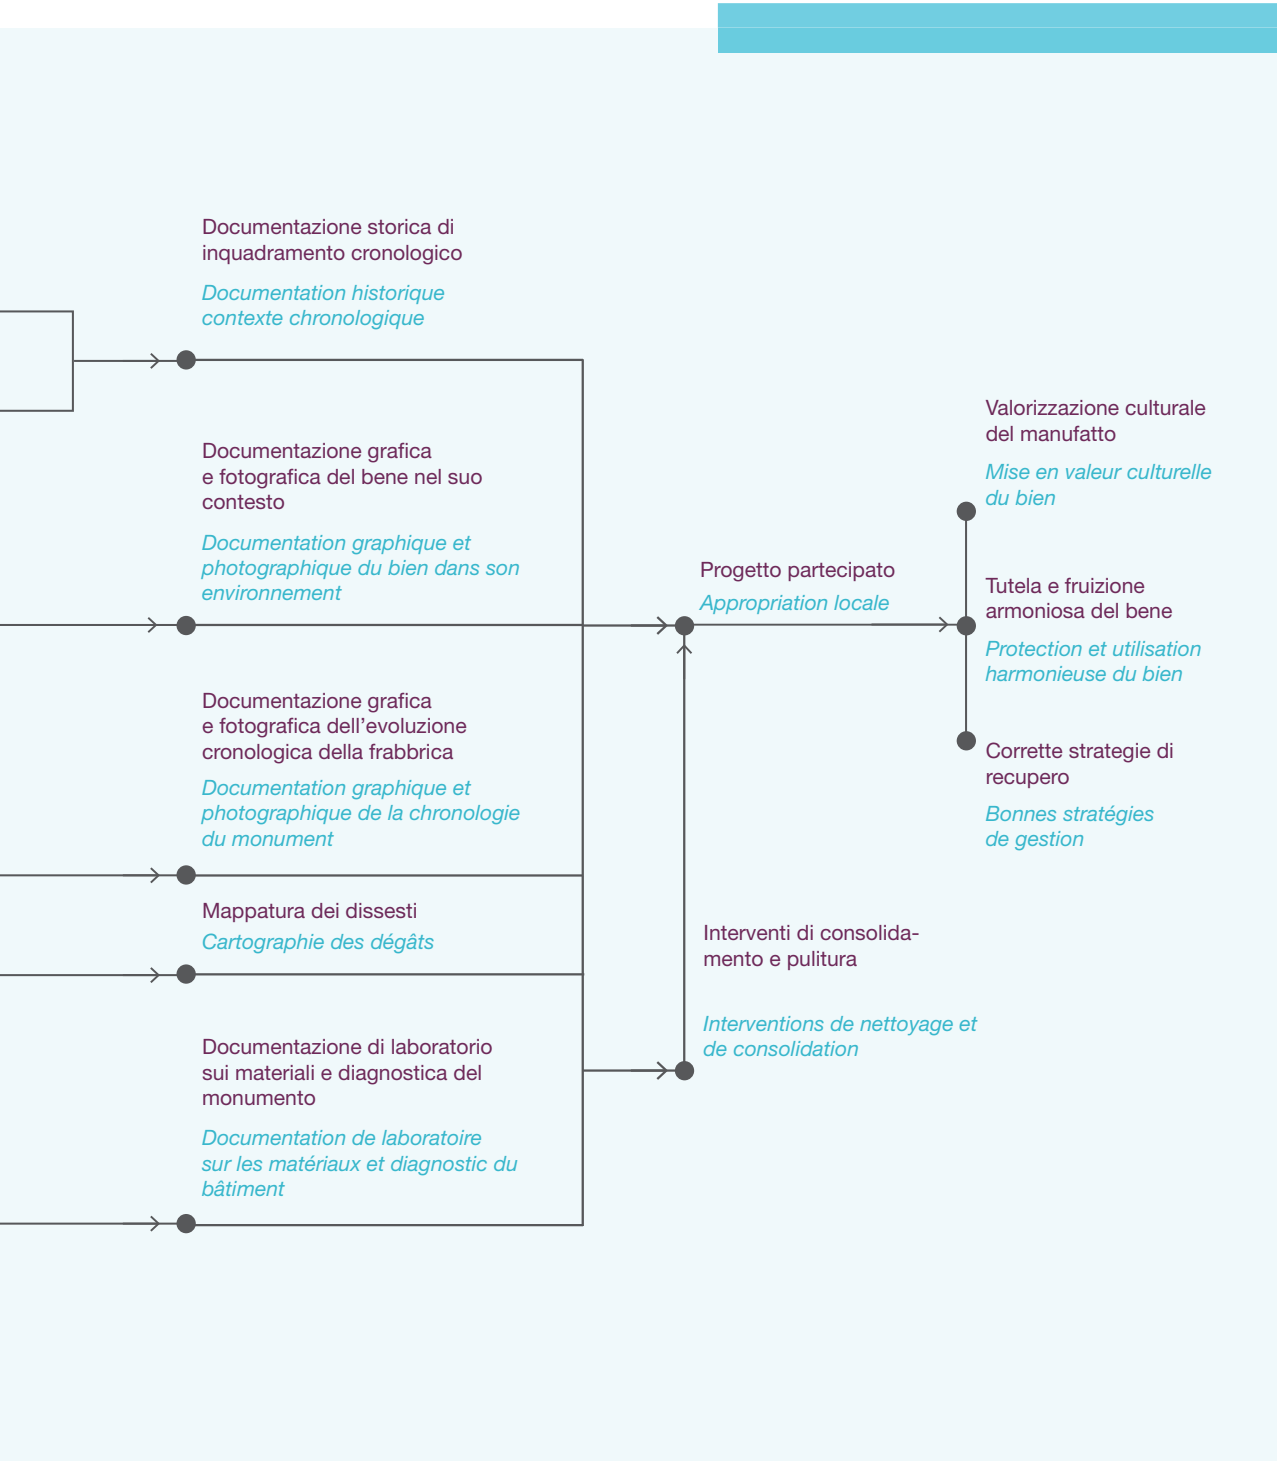 Documentazione storica di
inquadramento cronologico
Documentation historique
contexte chronologique
Documentazione grafica
e fotografica del bene nel suo
contesto
Documentation graphique et
photographique du bien dans son
environnement
Documentazione grafica
e fotografica dell’evoluzione
cronologica della frabbrica
Documentation graphique et
photographique de la chronologie
du monument
Mappatura dei dissesti
Cartographie des dégâts
Documentazione di laboratorio
sui materiali e diagnostica del
monumento
Documentation de laboratoire
sur les matériaux et diagnostic du
bâtiment
Progetto partecipato
Appropriation locale
Interventi di consolida-
mento e pulitura
Interventions de nettoyage et
de consolidation
Valorizzazione culturale
del manufatto
Mise en valeur culturelle
du bien
Tutela e fruizione
armoniosa del bene
Protection et utilisation
harmonieuse du bien
Corrette strategie di
recupero
Bonnes stratégies
de gestion